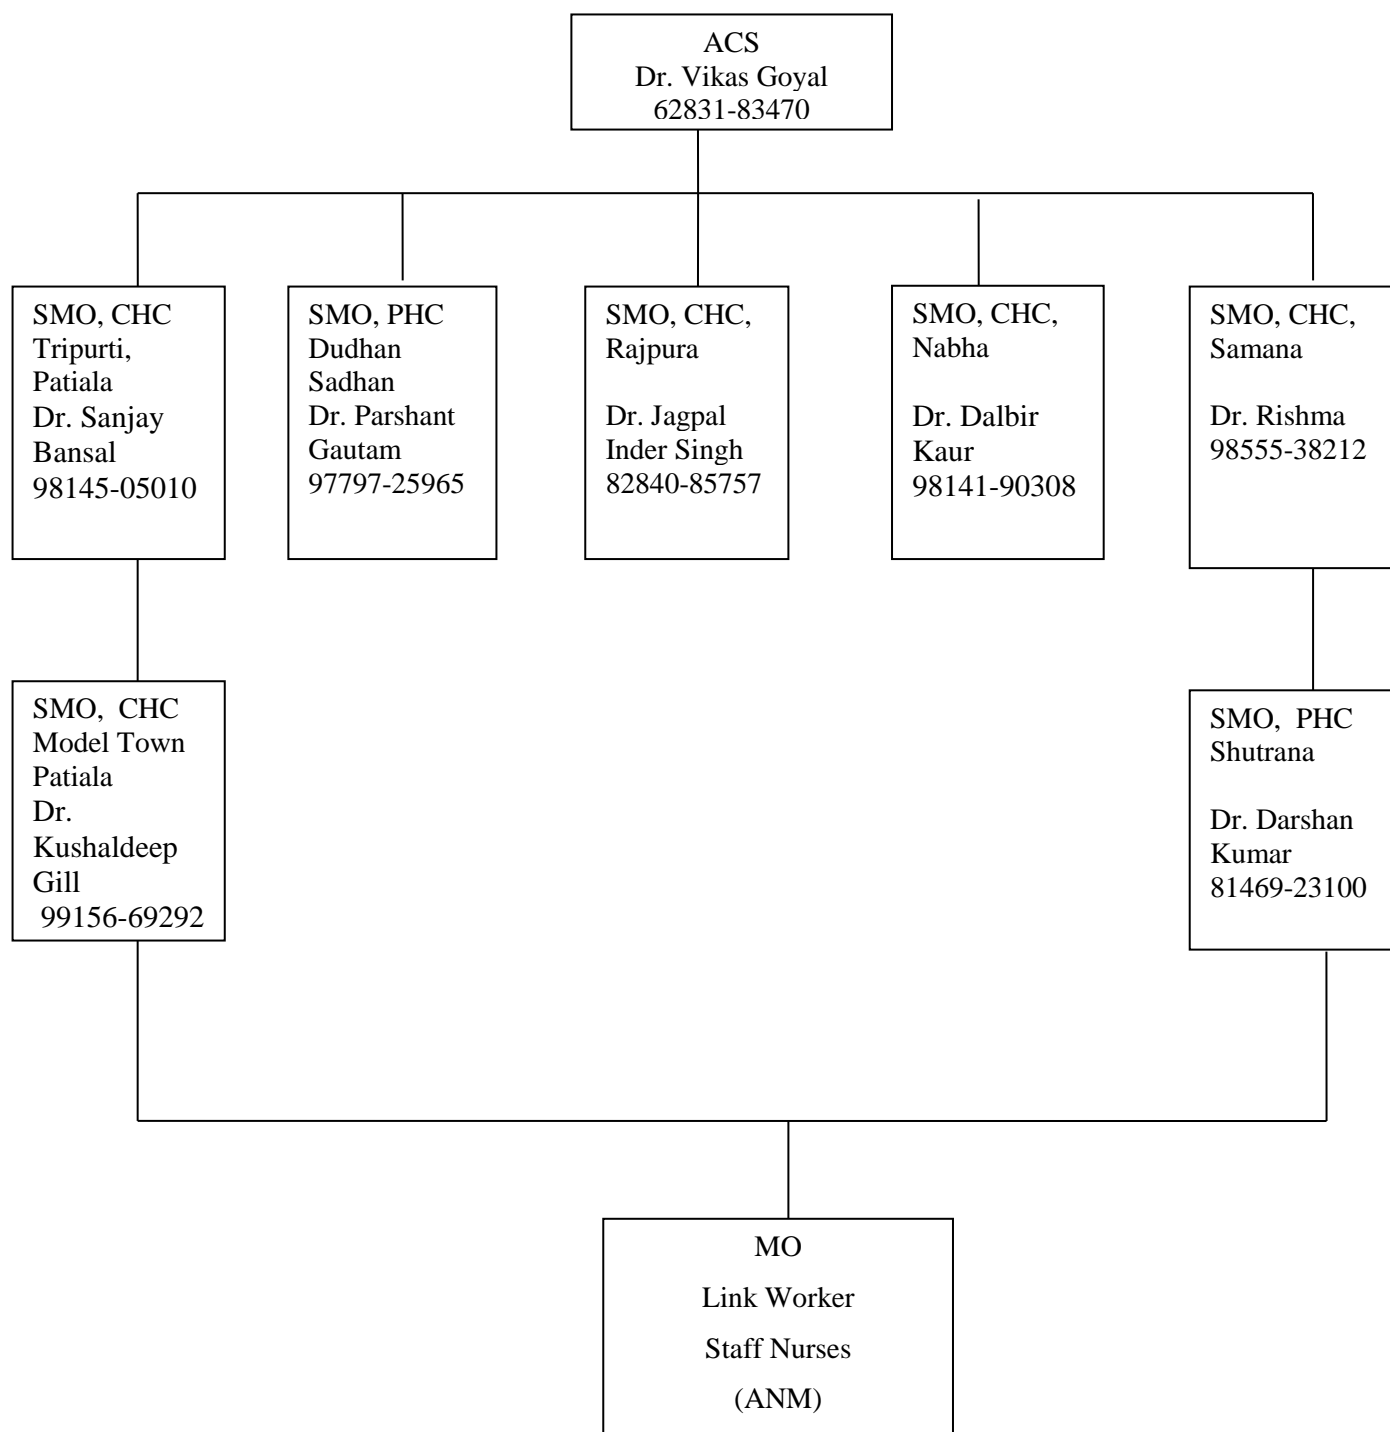 ACS
Dr. Vikas Goyal
62831-83470
SMO, CHC
Tripurti,
Patiala
Dr. Sanjay
Bansal
98145-05010
SMO, PHC
Dudhan
Sadhan
Dr. Parshant
Gautam
97797-25965
SMO, CHC,
Rajpura
Dr. Jagpal
Inder Singh
82840-85757
SMO, CHC,
Nabha
Dr. Dalbir
Kaur
98141-90308
SMO, CHC,
Samana
Dr. Rishma
98555-38212
SMO, CHC
Model Town
Patiala
Dr.
Kushaldeep
Gill
99156-69292
SMO, PHC
Shutrana
Dr. Darshan
Kumar
81469-23100
MO
Link Worker
Staff Nurses
(ANM)